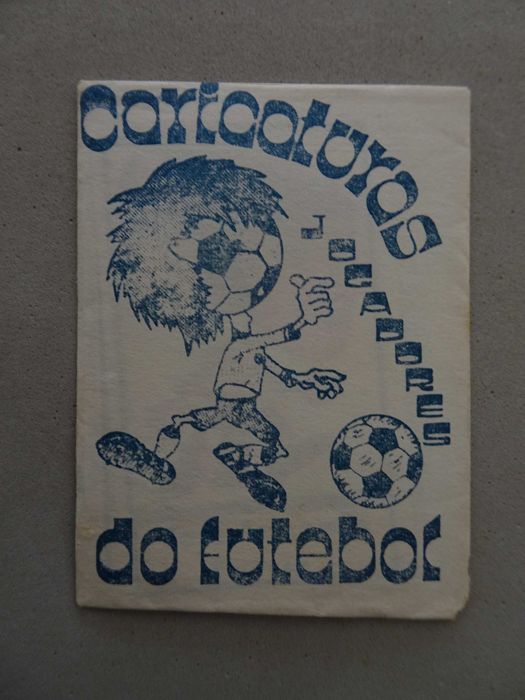 Caricaturas
JOGADORES
do futebol